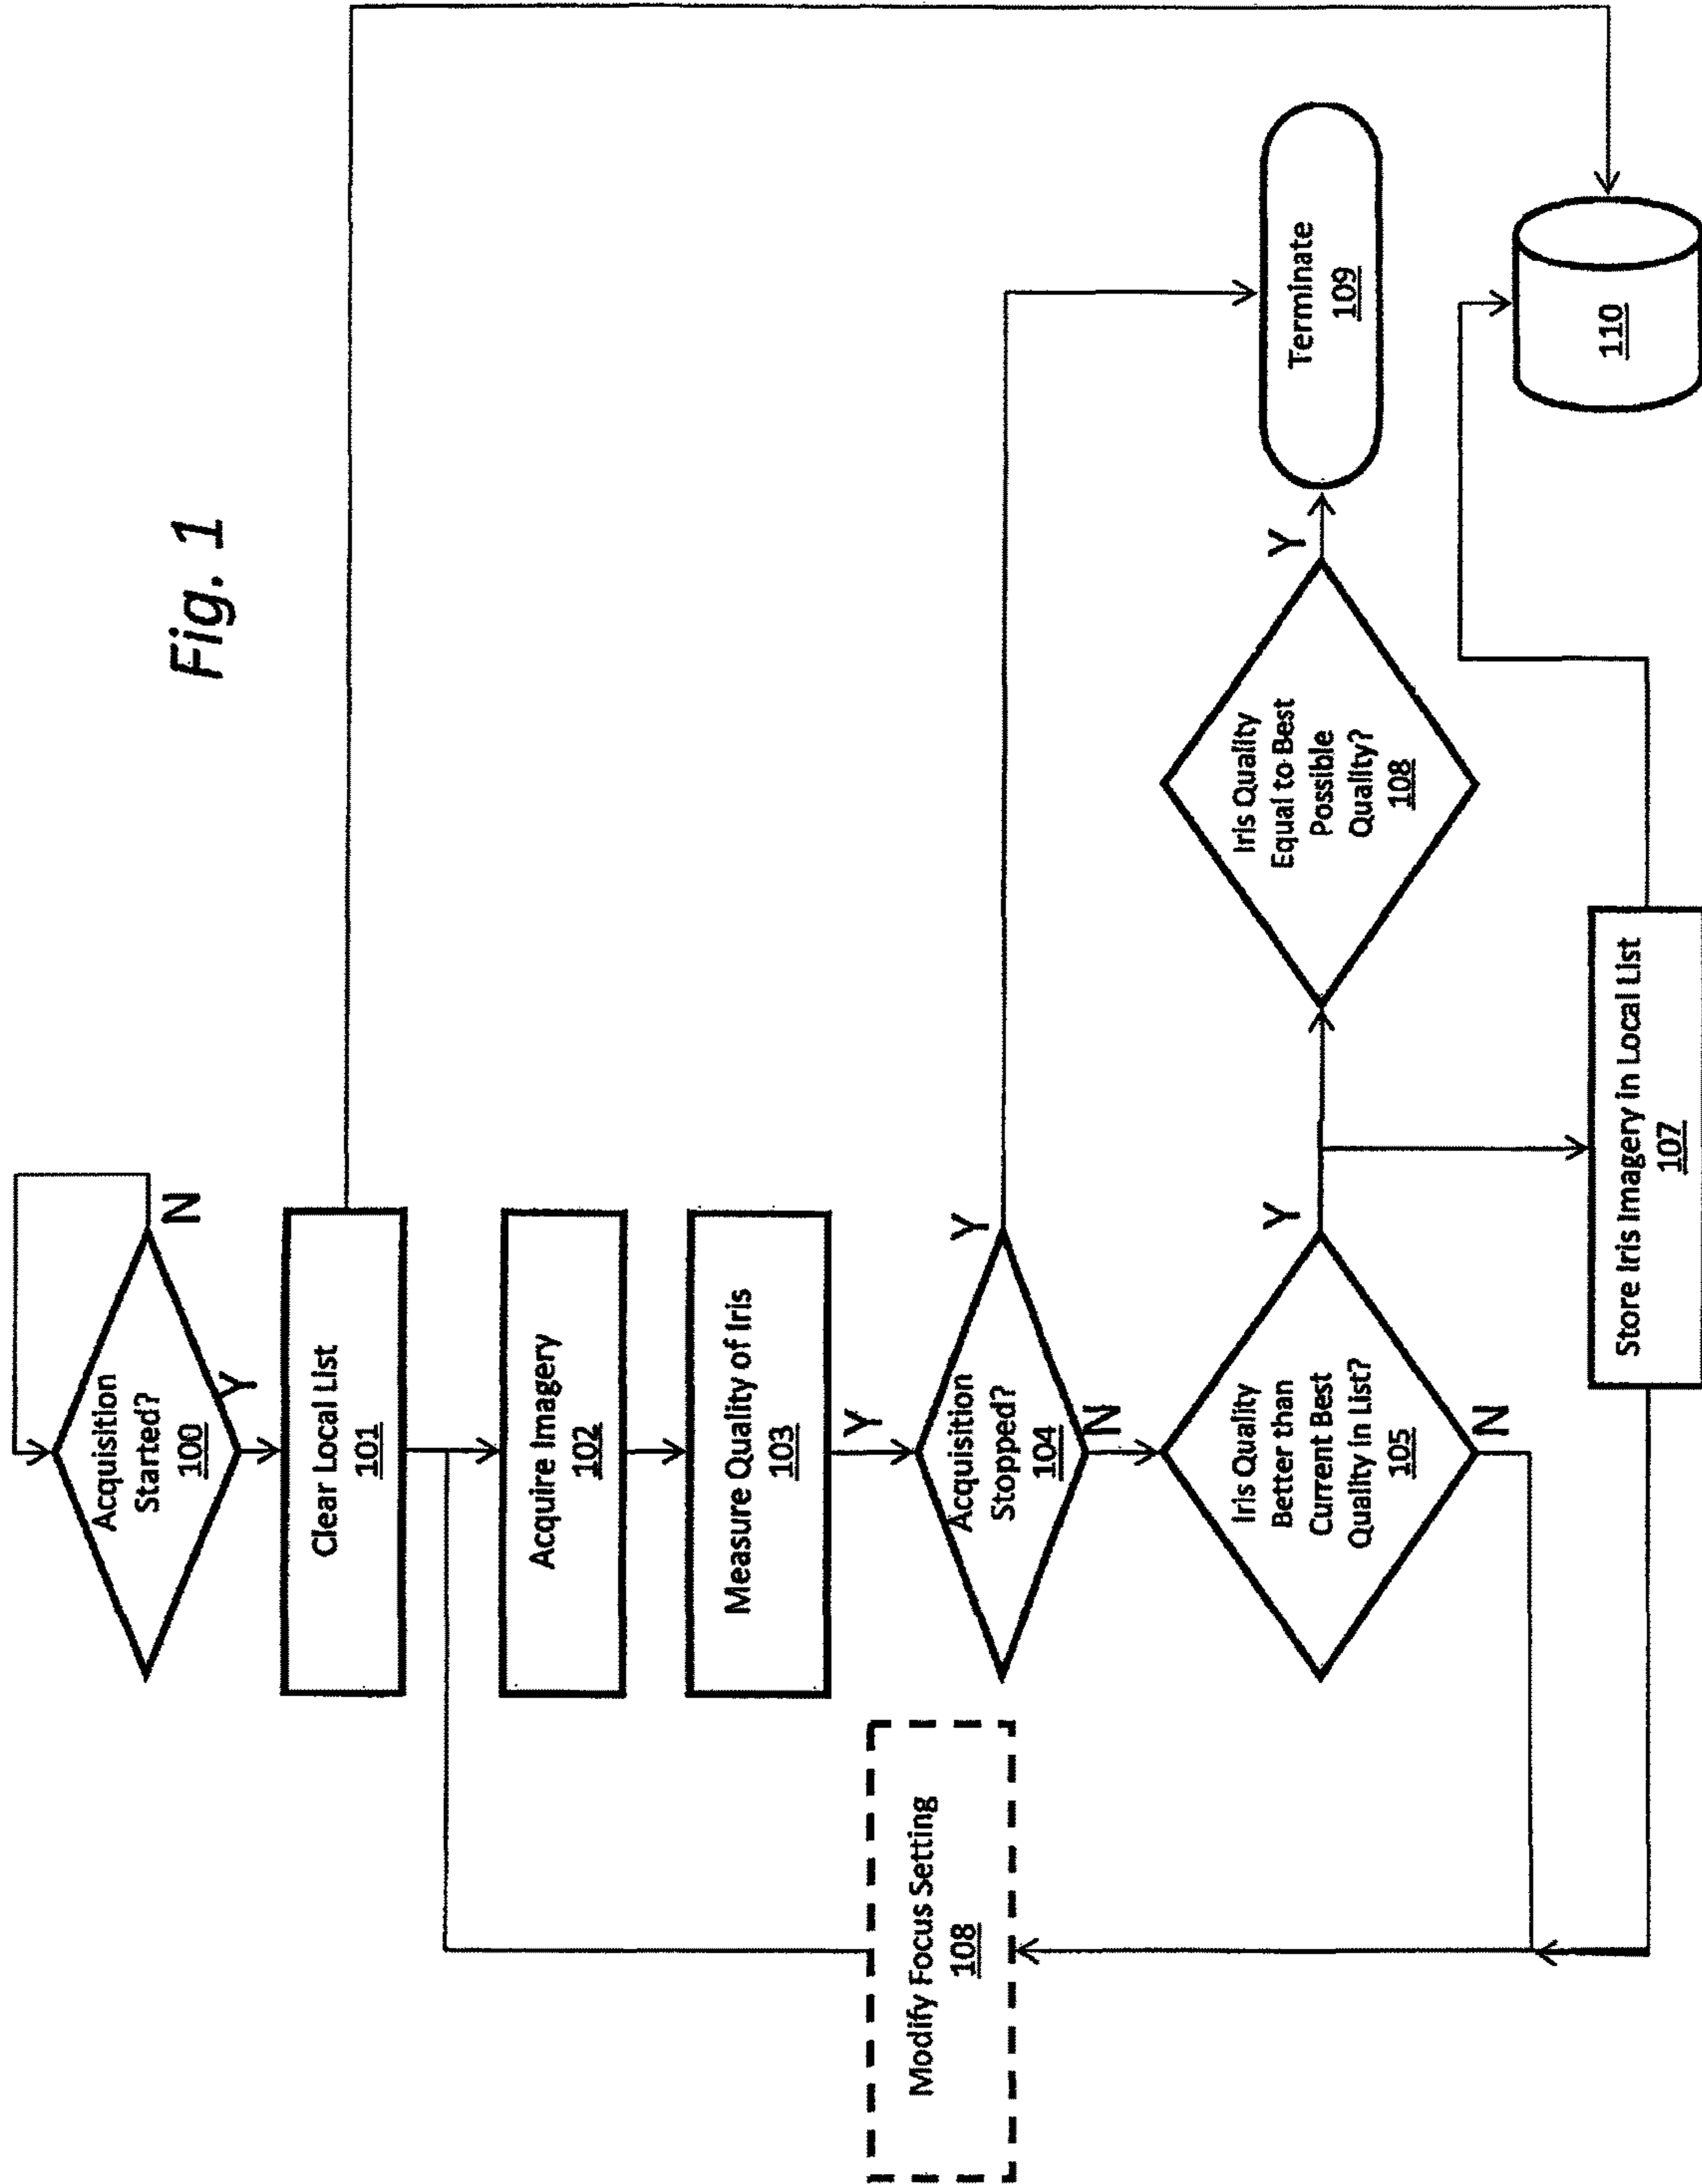 Fig. 1
Acquisition
Started?
100
N
Y
Clear Local List
101
Acquire Imagery
102
Measure Quality of Iris
103
Y
Acquisition
Stopped?
104
Y
N
Modify Focus Setting
108
Iris Quality
Better than
Current Best
Quality in List?
105
Y
N
Iris Quality
Equal to Best
Possible
Quality?
108
Y
Terminate
109
Store Iris Imagery in Local List
107
110